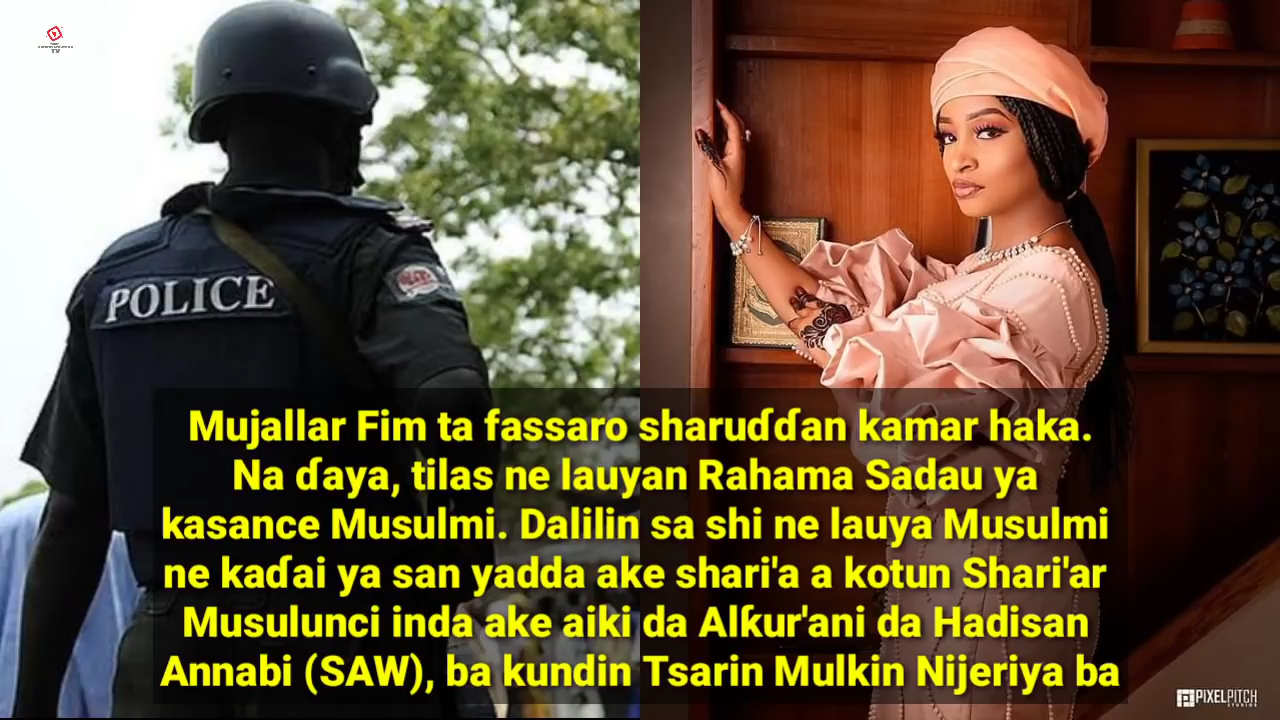 POLICE
Mujallar Fim ta fassaro sharuɗɗan kamar haka.
Na ɗaya, tilas ne lauyan Rahama Sadau ya
kasance Musulmi. Dalilin sa shi ne lauya Musulmi
ne kaɗai ya san yadda ake shari'a a kotun Shari'ar
Musulunci inda ake aiki da Alƙur'ani da Hadisan
Annabi (SAW), ba kundin Tsarin Mulkin Nijeriya ba
PIXELPITCH
STUDIOS